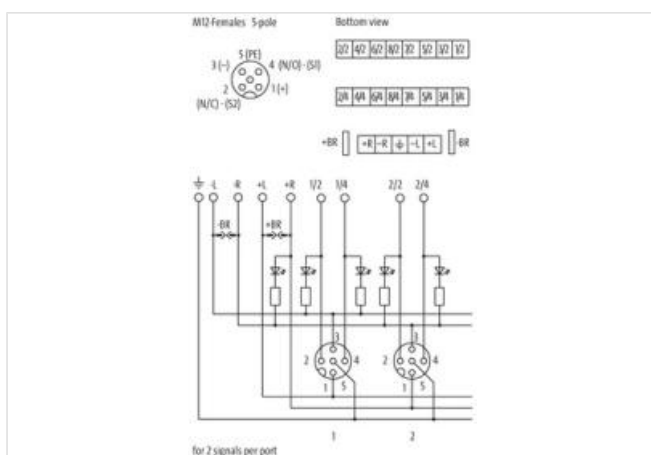 M12-Females 5-pole
Bottom view
5 (PE)
3 (–)
4 (N/O) - (S1)
2
1 (+)
(N/C) - (S2)
2/2 4/2 6/2 8/2 7/2 5/2 3/2 1/2
2/4 4/4 6/4 8/4 7/4 5/4 3/4 1/4
+BR +R -R -L +L -BR
-L -R +L +R 1/2 1/4 2/2 2/4
-BR +BR
3 3
2 4 2 4
1 5 1 5
1 2
for 2 signals per port